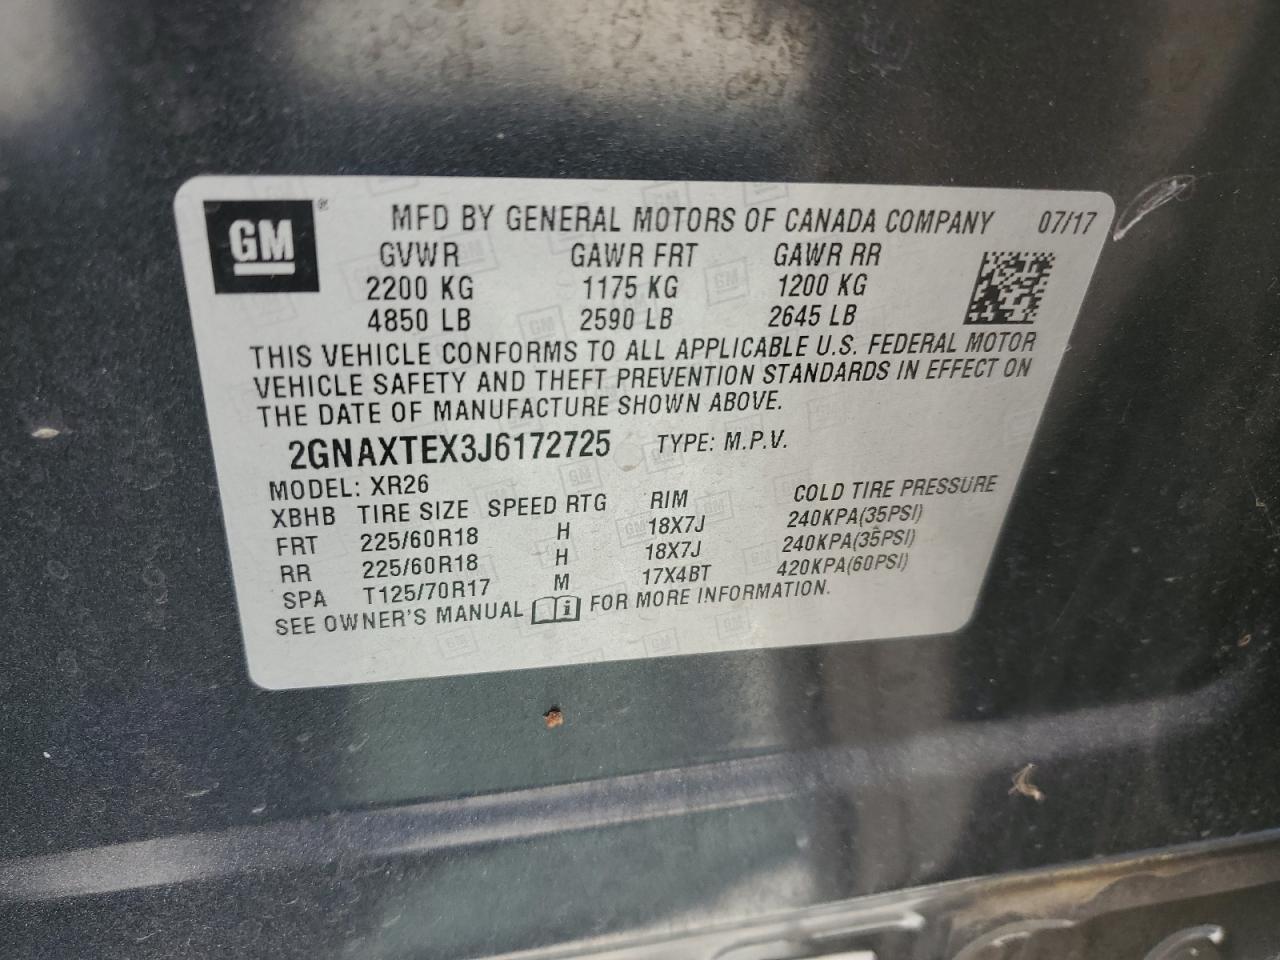 GM ® MFD BY GENERAL MOTORS OF CANADA COMPANY 07/17
GVWR GAWR FRT GAWR RR
2200 KG 1175 KG 1200 KG
4850 LB 2590 LB 2645 LB
THIS VEHICLE CONFORMS TO ALL APPLICABLE U.S. FEDERAL MOTOR
VEHICLE SAFETY AND THEFT PREVENTION STANDARDS IN EFFECT ON
THE DATE OF MANUFACTURE SHOWN ABOVE.
2GNAXTEX3J6172725 TYPE: M.P.V.
MODEL: XR26
XBHB TIRE SIZE SPEED RTG RIM COLD TIRE PRESSURE
FRT 225/60R18 H 18X7J 240KPA(35PSI)
RR 225/60R18 H 18X7J 240KPA(35PSI)
SPA T125/70R17 M 17X4BT 420KPA(60PSI)
SEE OWNER'S MANUAL i FOR MORE INFORMATION.